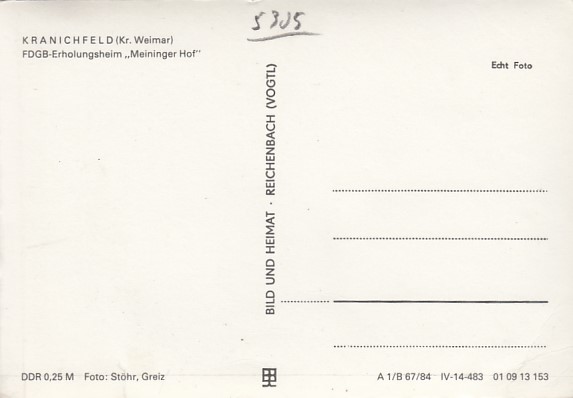 5305
KRANICHFELD (Kr. Weimar)
FDGB-Erholungsheim „Meininger Hof"
Echt Foto
BILD UND HEIMAT · REICHENBACH (VOGTL)
DDR 0,25 M Foto: Stöhr, Greiz
A 1/B 67/84 IV-14-483 01 09 13 153